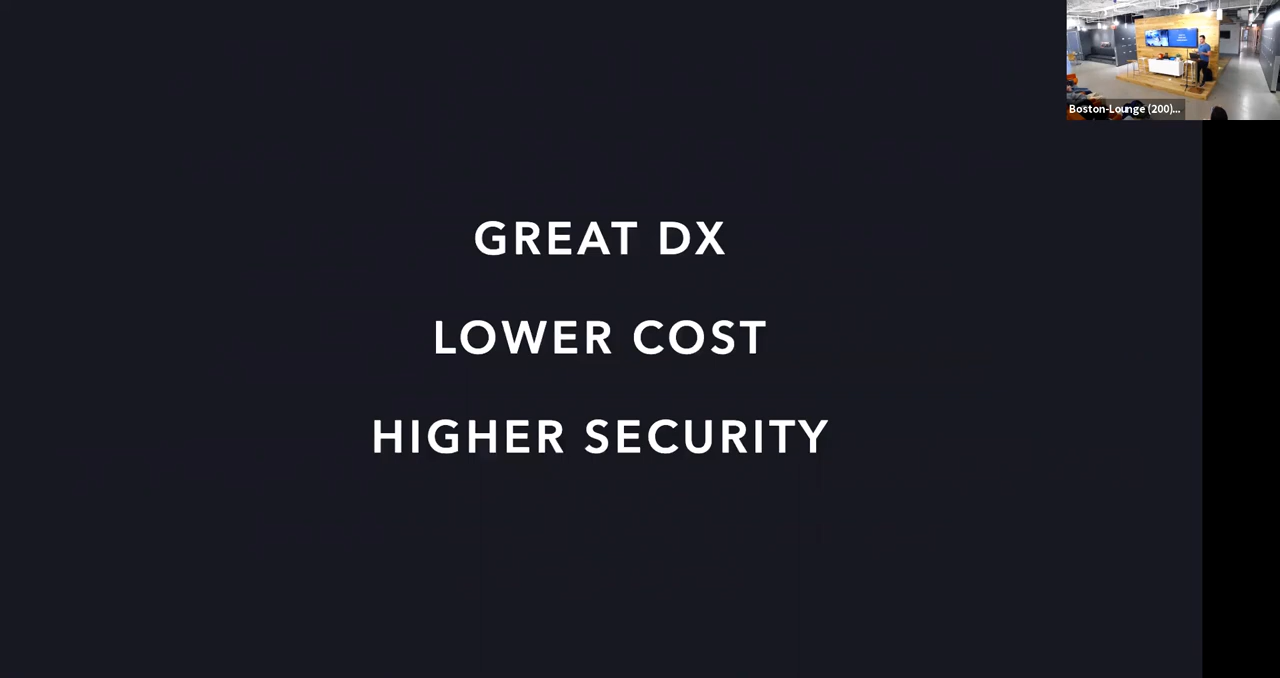 Boston-Lounge (200)...
GREAT DX
LOWER COST
HIGHER SECURITY